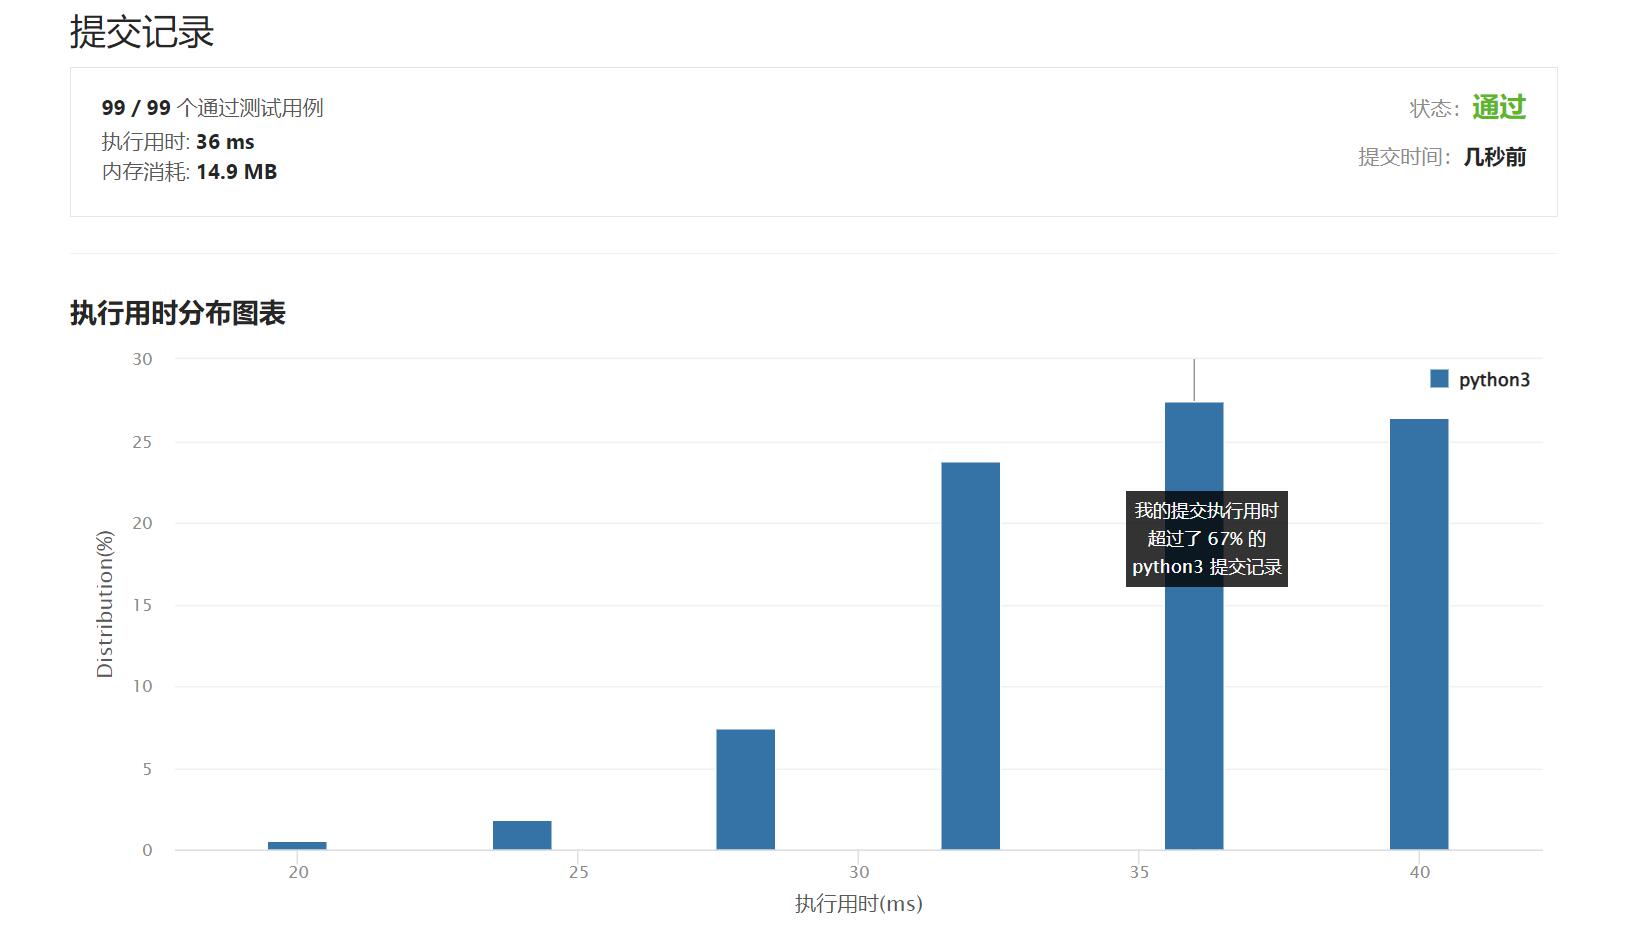 提交记录
99 / 99 个通过测试用例
状态：通过
执行用时: 36 ms
内存消耗: 14.9 MB
提交时间：几秒前
执行用时分布图表
30
25
20
15
10
5
0
Distribution(%)
python3
我的提交执行用时
超过了 67% 的
python3 提交记录
20 25 30 35 40
执行用时(ms)